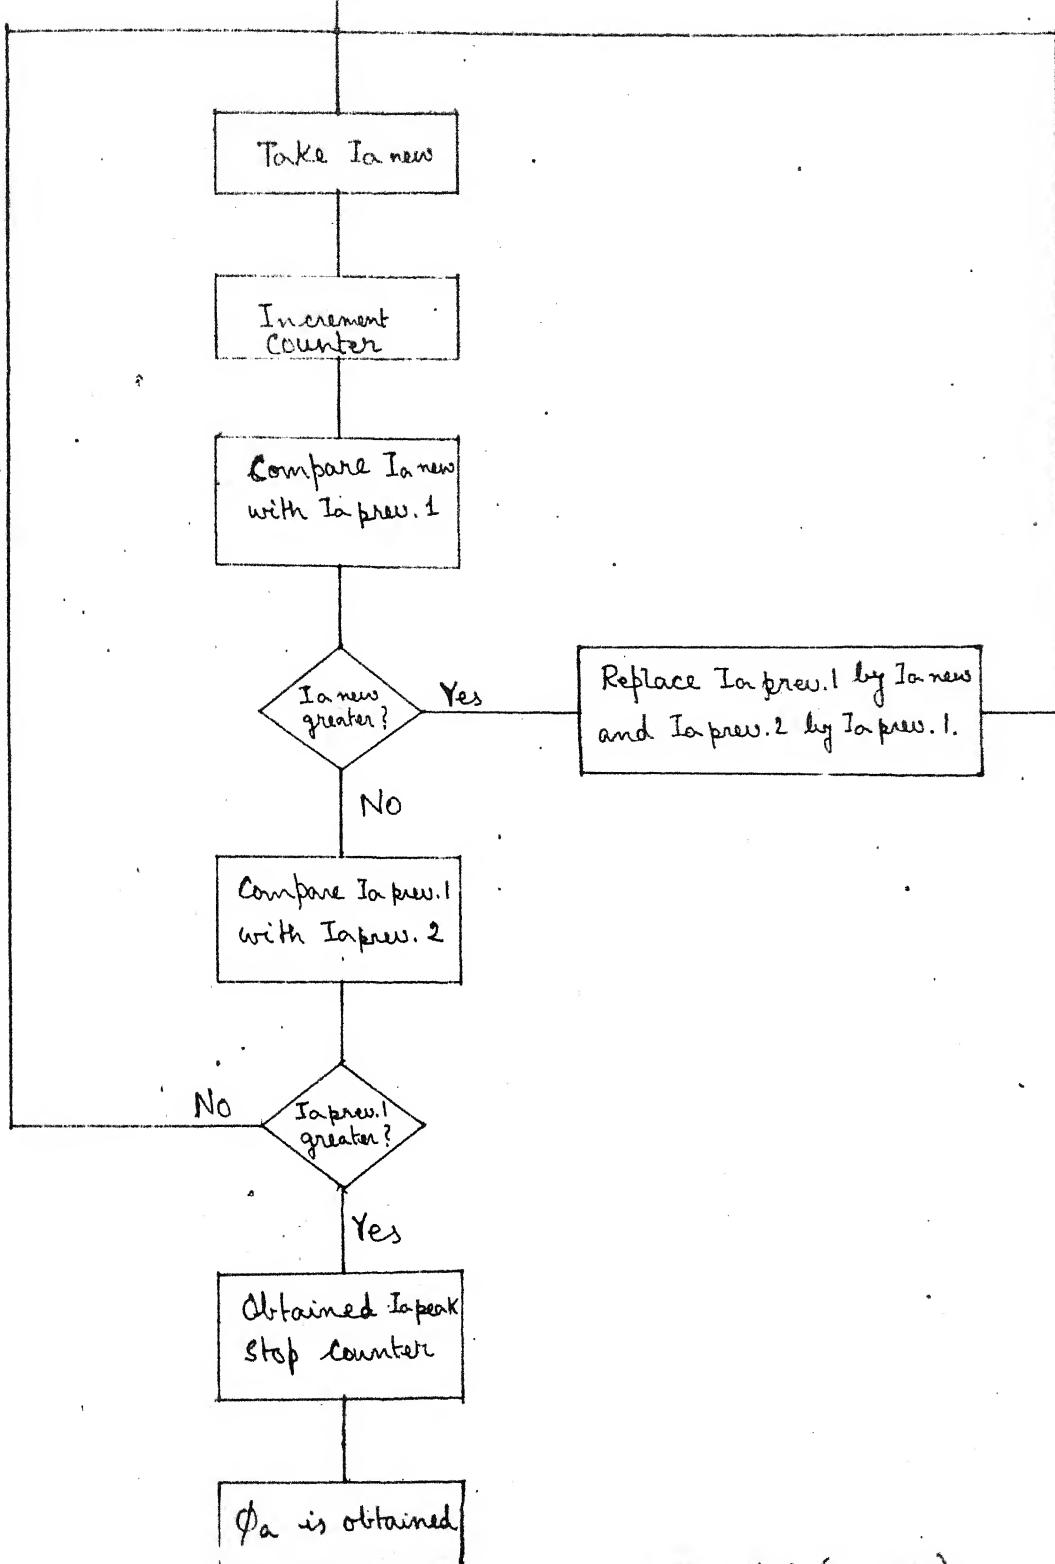 Take Ia new
Increment
Counter
Compare Ia new
with Ia prev. 1
Ia new
greater?
Yes
Replace Ia prev. 1 by Ia new
and Ia prev. 2 by Ia prev. 1.
No
Compare Ia prev. 1
with Ia prev. 2
No
Ia prev. 1
greater?
Yes
Obtained Ia peak
Stop Counter
Φa is obtained